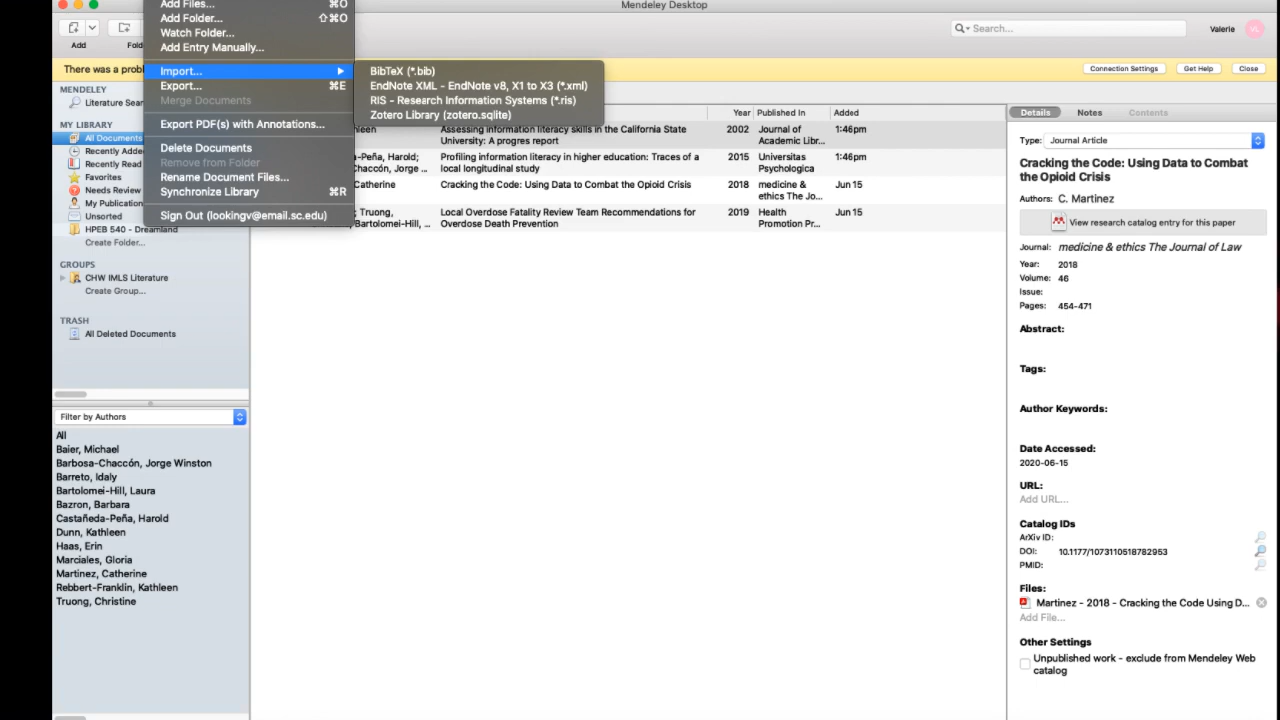 Mendeley Desktop
Add Files... ⌘O
Add Folder... ⇧⌘O
Watch Folder...
Add Entry Manually...
Import...
Export... ⌘E
Merge Documents
Export PDF(s) with Annotations...
Delete Documents
Remove from Folder
Rename Document Files...
Synchronize Library ⌘R
Sign Out (lookingv@email.sc.edu)
BibTeX (*.bib)
EndNote XML - EndNote v8, X1 to X3 (*.xml)
RIS - Research Information Systems (*.ris)
Zotero Library (zotero.sqlite)
Add
Fold
Search...
Valerie
VL
There was a probl
Connection Settings
Get Help
Close
MENDELEY
Literature Sear
MY LIBRARY
All Documents
Recently Adde
Recently Read
Favorites
Needs Review
My Publication
Unsorted
HPEB 540 - Dreamland
Create Folder...
GROUPS
CHW IMLS Literature
Create Group...
TRASH
All Deleted Documents
Filter by Authors
All
Baier, Michael
Barbosa-Chaccón, Jorge Winston
Barreto, Idaly
Bartolomei-Hill, Laura
Bazron, Barbara
Castañeda-Peña, Harold
Dunn, Kathleen
Haas, Erin
Marciales, Gloria
Martinez, Catherine
Rebbert-Franklin, Kathleen
Truong, Christine
Year Published In Added
hleen Assessing information literacy skills in the California State 2002 Journal of 1:46pm
University: A progres report Academic Libr...
a-Peña, Harold; Profiling information literacy in higher education: Traces of a 2015 Universitas 1:46pm
Chaccón, Jorge ... local longitudinal study Psychologica
Catherine Cracking the Code: Using Data to Combat the Opioid Crisis 2018 medicine & Jun 15
ethics The Jo...
; Truong, Local Overdose Fatality Review Team Recommendations for 2019 Health Jun 15
Bartomelei-Hill, ... Overdose Death Prevention Promotion Pr...
Details Notes Contents
Type: Journal Article
Cracking the Code: Using Data to Combat
the Opioid Crisis
Authors: C. Martinez
View research catalog entry for this paper
Journal: medicine & ethics The Journal of Law
Year: 2018
Volume: 46
Issue:
Pages: 454-471
Abstract:
Tags:
Author Keywords:
Date Accessed:
2020-06-15
URL:
Add URL...
Catalog IDs
ArXiv ID:
DOI: 10.1177/1073110518782953
PMID:
Files:
Martinez - 2018 - Cracking the Code Using D...
Add File...
Other Settings
Unpublished work - exclude from Mendeley Web
catalog